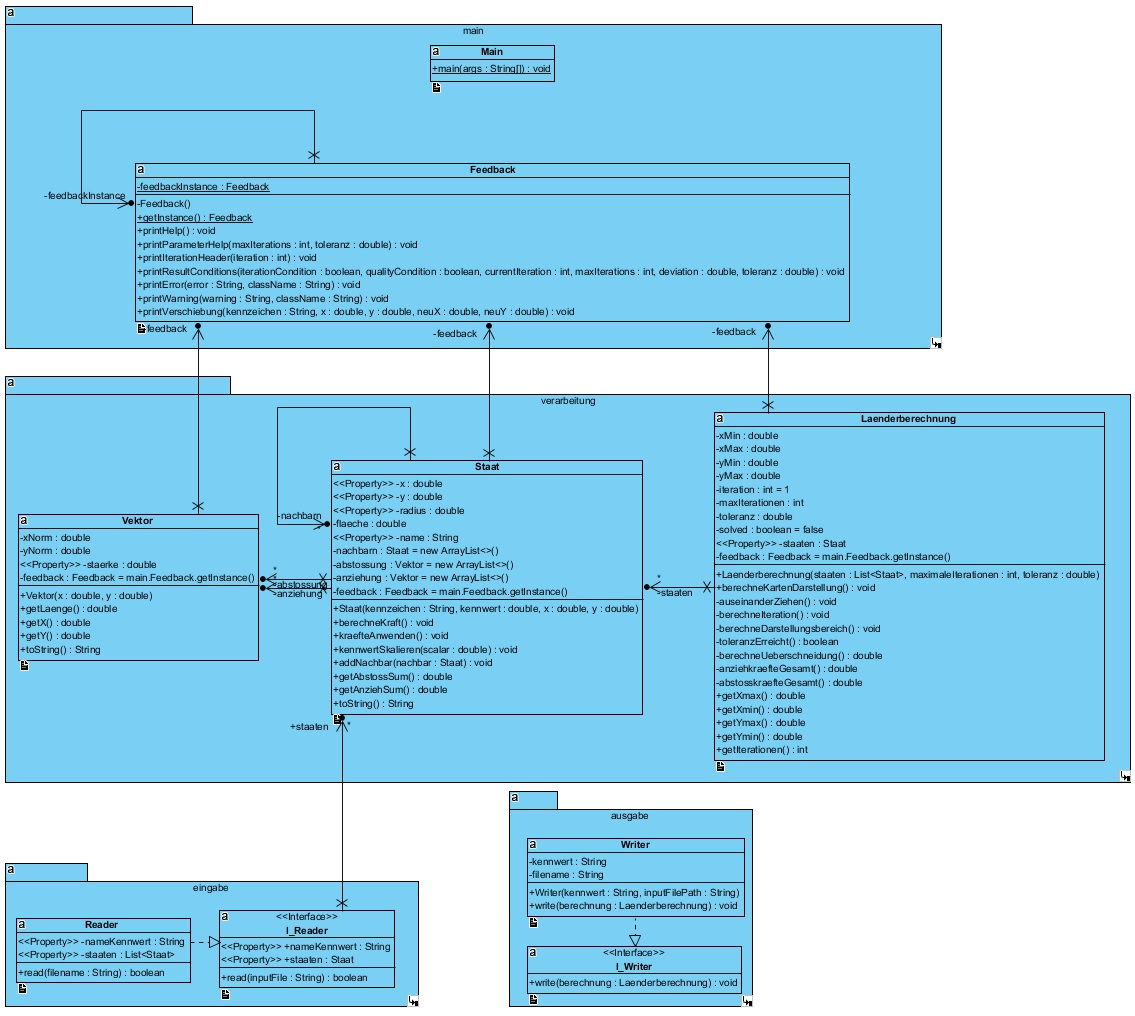 a
main
a
Main
+main(args : String[]) : void
a
Feedback
-feedbackInstance : Feedback
-feedbackInstance
-Feedback()
+getInstance() : Feedback
+printHelp() : void
+printParameterHelp(maxIterations : int, toleranz : double) : void
+printIterationHeader(iteration : int) : void
+printResultConditions(iterationCondition : boolean, qualityCondition : boolean, currentIteration : int, maxIterations : int, deviation : double, toleranz : double) : void
+printError(error : String, className : String) : void
+printWarning(warning : String, className : String) : void
+printVerschiebung(kennzeichen : String, x : double, y : double, neuX : double, neuY : double) : void
-feedback
-feedback
-feedback
a
verarbeitung
a
Vektor
-xNorm : double
-yNorm : double
<<Property>> -staerke : double
-feedback : Feedback = main.Feedback.getInstance()
+Vektor(x : double, y : double)
+getLaenge() : double
+getX() : double
+getY() : double
+toString() : String
*
*
-abstossung
-anziehung
-nachbarn
*
a
Staat
<<Property>> -x : double
<<Property>> -y : double
<<Property>> -radius : double
-flaeche : double
<<Property>> -name : String
-nachbarn : Staat = new ArrayList<>()
-abstossung : Vektor = new ArrayList<>()
-anziehung : Vektor = new ArrayList<>()
-feedback : Feedback = main.Feedback.getInstance()
+Staat(kennzeichen : String, kennwert : double, x : double, y : double)
+berechneKraft() : void
+kraefteAnwenden() : void
+kennwertSkalieren(scalar : double) : void
+addNachbar(nachbar : Staat) : void
+getAbstossSum() : double
+getAnziehSum() : double
+toString() : String
*
-staaten
a
Laenderberechnung
-xMin : double
-xMax : double
-yMin : double
-yMax : double
-iteration : int = 1
-maxIterationen : int
-toleranz : double
-solved : boolean = false
<<Property>> -staaten : Staat
-feedback : Feedback = main.Feedback.getInstance()
+Laenderberechnung(staaten : List<Staat>, maximaleIterationen : int, toleranz : double)
+berechneKartenDarstellung() : void
-auseinanderZiehen() : void
-berechneIteration() : void
-berechneDarstellungsbereich() : void
-toleranzErreicht() : boolean
-berechneUeberschneidung() : double
-anziehkraefteGesamt() : double
-abstosskraefteGesamt() : double
+getXmax() : double
+getXmin() : double
+getYmax() : double
+getYmin() : double
+getIterationen() : int
+staaten
*
a
eingabe
a
Reader
<<Property>> -nameKennwert : String
<<Property>> -staaten : List<Staat>
+read(filename : String) : boolean
a
<<Interface>>
I_Reader
<<Property>> +nameKennwert : String
<<Property>> +staaten : Staat
+read(inputFile : String) : boolean
a
ausgabe
a
Writer
-kennwert : String
-filename : String
+Writer(kennwert : String, inputFilePath : String)
+write(berechnung : Laenderberechnung) : void
a
<<Interface>>
I_Writer
+write(berechnung : Laenderberechnung) : void